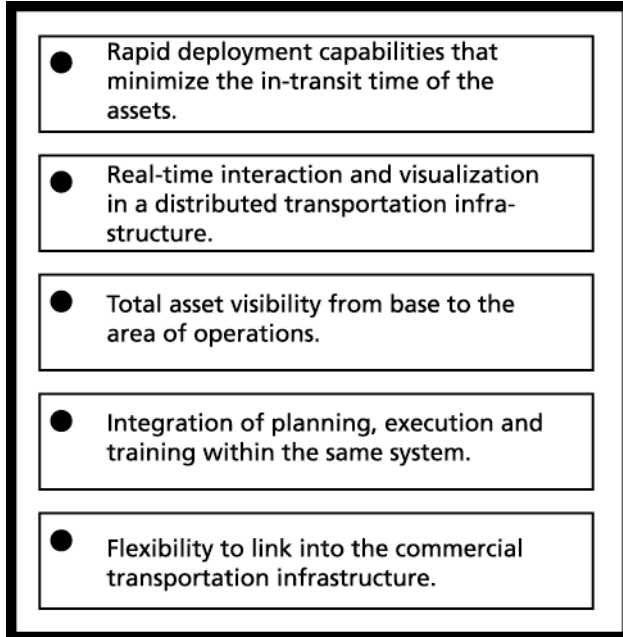 ● Rapid deployment capabilities that
minimize the in-transit time of the
assets.
● Real-time interaction and visualization
in a distributed transportation infra-
structure.
● Total asset visibility from base to the
area of operations.
● Integration of planning, execution and
training within the same system.
● Flexibility to link into the commercial
transportation infrastructure.